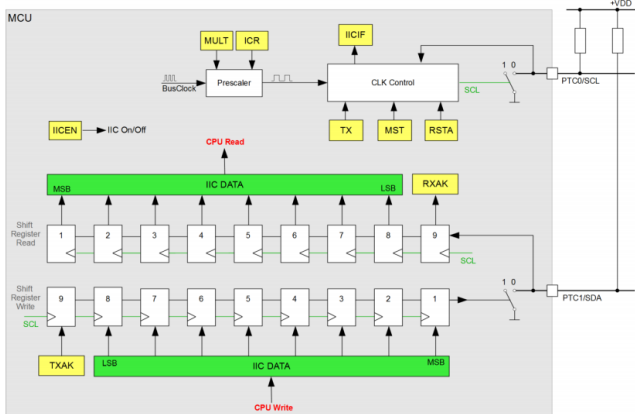 +VDD
MCU
MULT
ICR
IICIF
BusClock
Prescaler
CLK Control
SCL
1 0
PTC0/SCL
IICEN
IIC On/Off
TX
MST
RSTA
CPU Read
MSB
IIC DATA
LSB
RXAK
Shift
Register
Read
1
2
3
4
5
6
7
8
9
SCL
Shift
Register
Write
9
8
7
6
5
4
3
2
1
1 0
PTC1/SDA
SCL
TXAK
LSB
IIC DATA
MSB
CPU Write